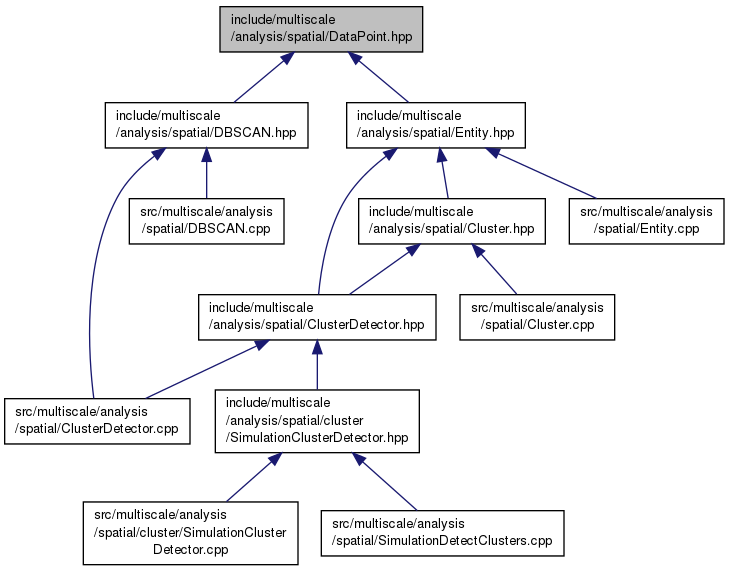 include/multiscale
/analysis/spatial/DataPoint.hpp
include/multiscale
/analysis/spatial/DBSCAN.hpp
include/multiscale
/analysis/spatial/Entity.hpp
src/multiscale/analysis
/spatial/DBSCAN.cpp
include/multiscale
/analysis/spatial/Cluster.hpp
src/multiscale/analysis
/spatial/Entity.cpp
include/multiscale
/analysis/spatial/ClusterDetector.hpp
src/multiscale/analysis
/spatial/Cluster.cpp
src/multiscale/analysis
/spatial/ClusterDetector.cpp
include/multiscale
/analysis/spatial/cluster
/SimulationClusterDetector.hpp
src/multiscale/analysis
/spatial/cluster/SimulationCluster
Detector.cpp
src/multiscale/analysis
/spatial/SimulationDetectClusters.cpp